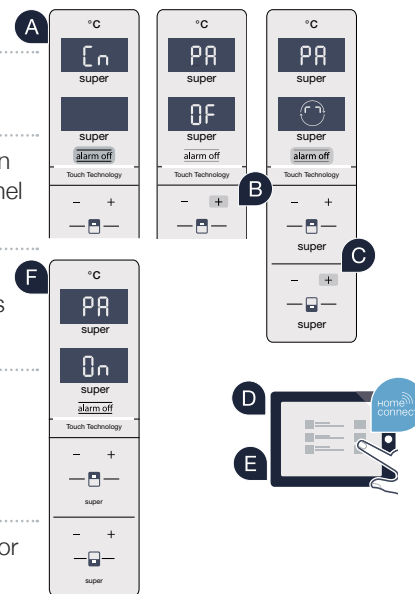 A
°C
Cn
super
super
alarm off
Touch Technology
- +
°C
PA
super
OF
super
alarm off
Touch Technology
- +
B
°C
PA
super
super
alarm off
Touch Technology
- +
super
C
- +
super
n
nel
s
or
F
°C
PA
super
On
super
alarm off
Touch Technology
- +
super
- +
super
D
E
HOME
CONNECT